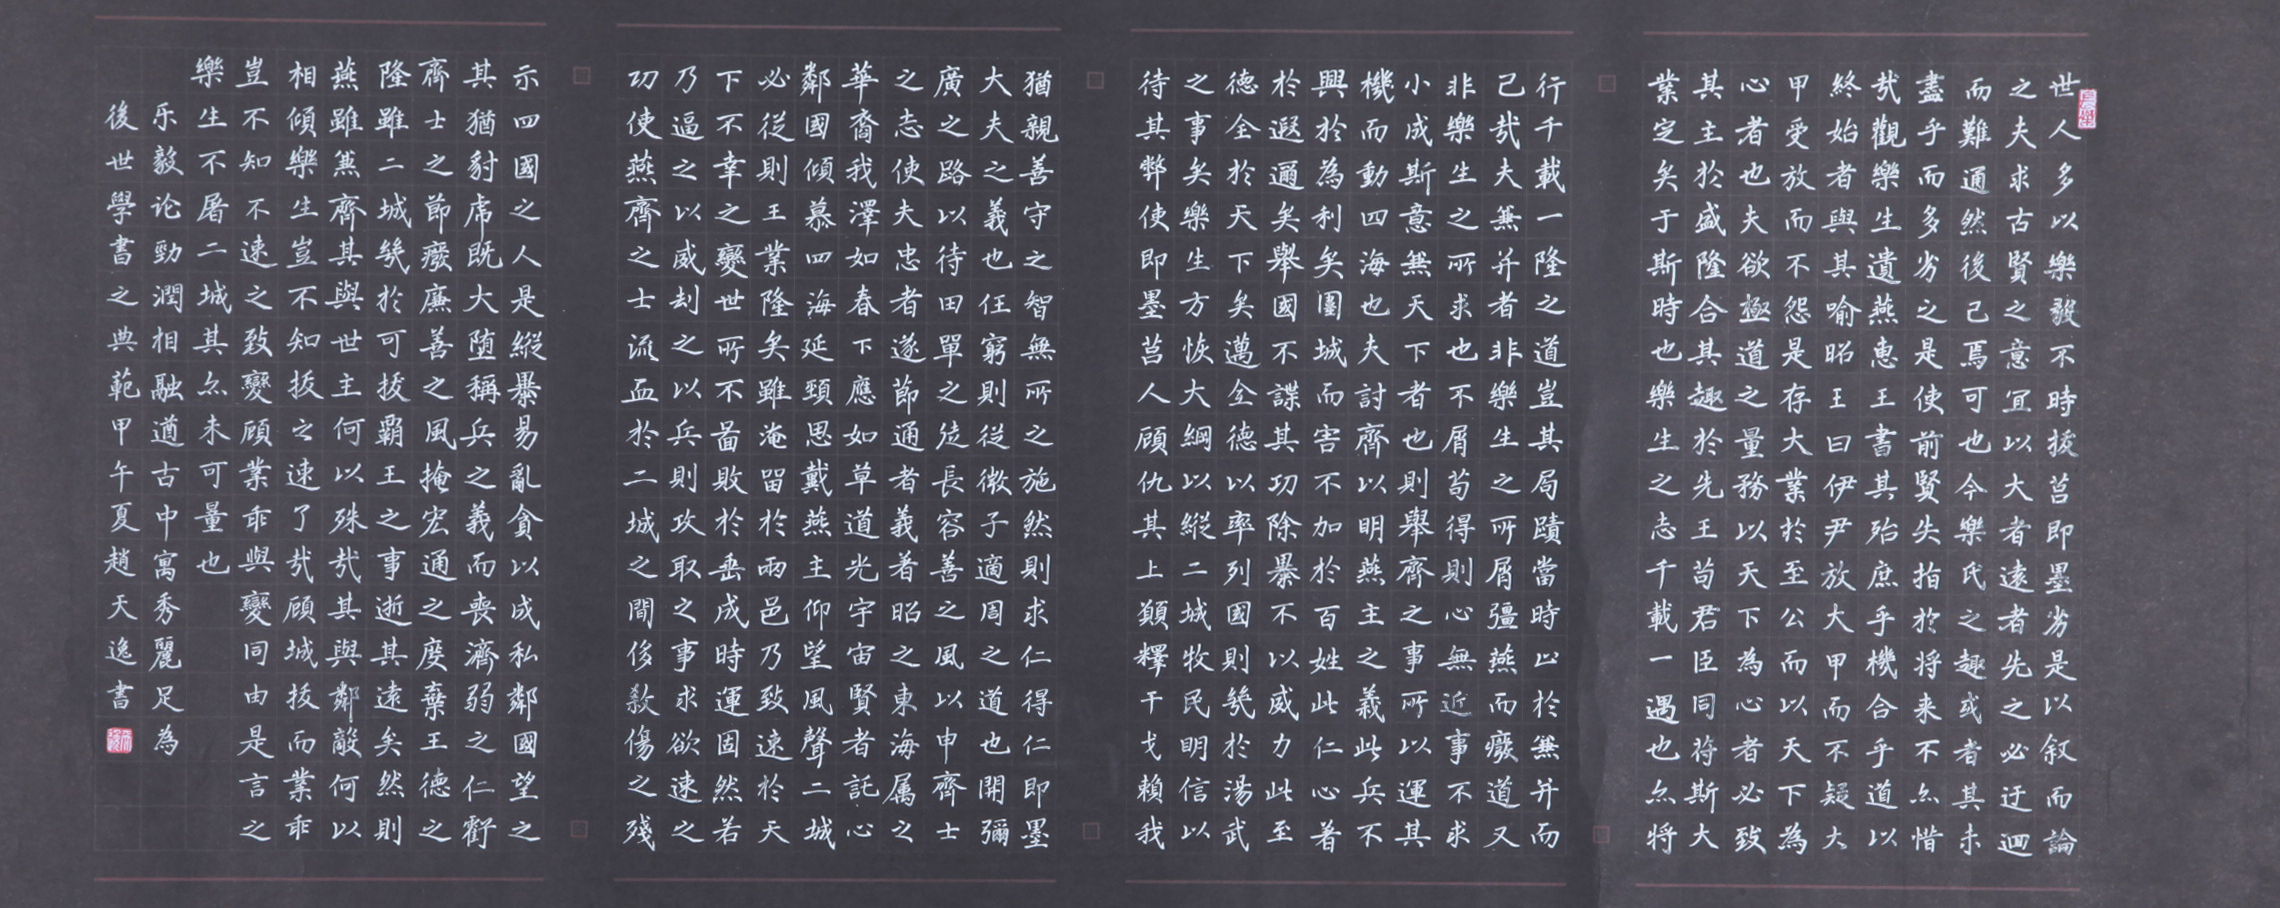 世人多以樂毅不時拔莒即墨劣是以叙而論
之夫求古賢之意宜以大者遠者先之必迂迴
而難通然後已焉可也今樂氏之趣或者其未
盡乎而多劣之是使前賢失指於将来不亦惜
哉觀樂生遺燕惠王書其殆庶乎機合乎道以
終始者與其喻昭王曰伊尹放大甲而不疑大
甲受放而不怨是存大業於至公而以天下為
心者也夫欲極道之量務以天下為心者必致
其主於盛隆合其趣於先王苟君臣同符斯大
業定矣于斯時也樂生之志千載一遇也亦将
行千載一隆之道豈其局蹟當時止於兼并而
已哉夫兼并者非樂生之所屑彊燕而癈道又
非樂生之所求也不屑苟得則心無近事不求
小成斯意兼天下者也則舉齊之事所以運其
機而動四海也夫討齊以明燕主之義此兵不
興於為利矣圍城而害不加於百姓此仁心著
於遐邇矣舉國不謀其功除暴不以威力此至
德全於天下矣邁全德以率列國則幾於湯武
之事矣樂生方恢大綱以縱二城牧民明信以
待其弊使即墨莒人顧仇其上願釋干戈賴我
猶親善守之智無所之施然則求仁得仁即墨
大夫之義也任窮則從微子適周之道也開彌
廣之路以待田單之徒長容善之風以申齊士
之志使夫忠者遂節通者義著昭之東海属之
華裔我澤如春下應如草道光宇宙賢者託心
鄰國傾慕四海延頸思戴燕主仰望風聲二城
必從則王業隆矣雖淹留於兩邑乃致速於天
下不幸之變世所不啚敗於垂成時運固然若
乃逼之以威刦之以兵則攻取之事求欲速之
功使燕齊之士流血於二城之間侈殺傷之殘
示四國之人是縱暴易亂貪以成私鄰國望之
其猶豺虎既大墮稱兵之義而喪濟弱之仁虧
齊士之節癈廉善之風掩宏通之度棄王德之
隆雖二城幾於可拔霸王之事逝其遠矣然則
燕雖兼齊其與世主何以殊哉其與鄰敵何以
相傾樂生豈不知拔之速了哉顧城拔而業乖
豈不知不速之致變顧業乖與變同由是言之
樂生不屠二城其亦未可量也
乐毅论勁潤相融遒古中寓秀麗足為
後世學書之典範甲午夏趙天逸書